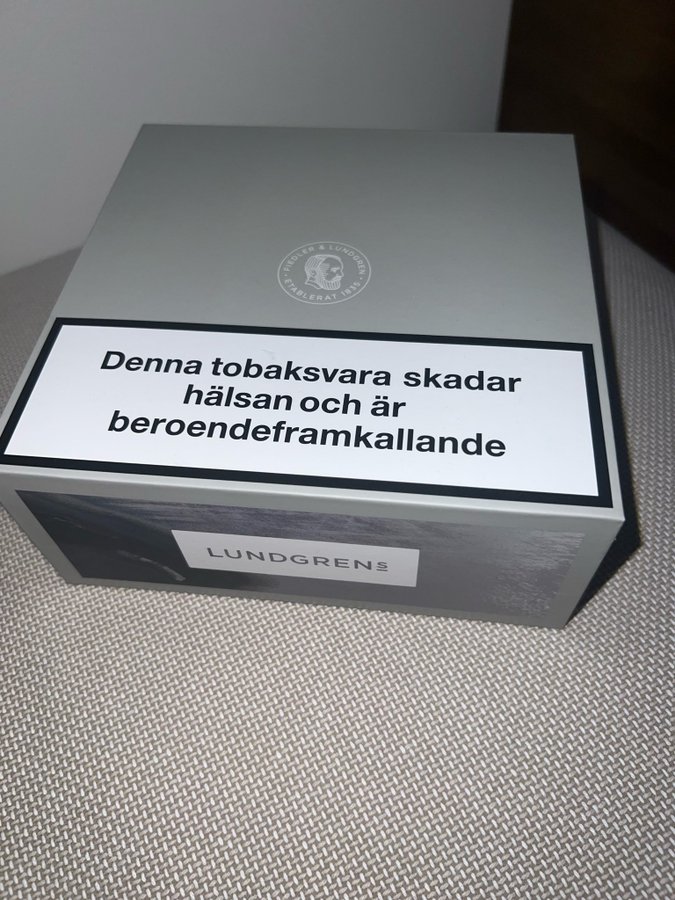 FIEDLER & LUNDGREN
ETABLERAT 1835
Denna tobaksvara skadar
hälsan och är
beroendeframkallande
LUNDGRENs